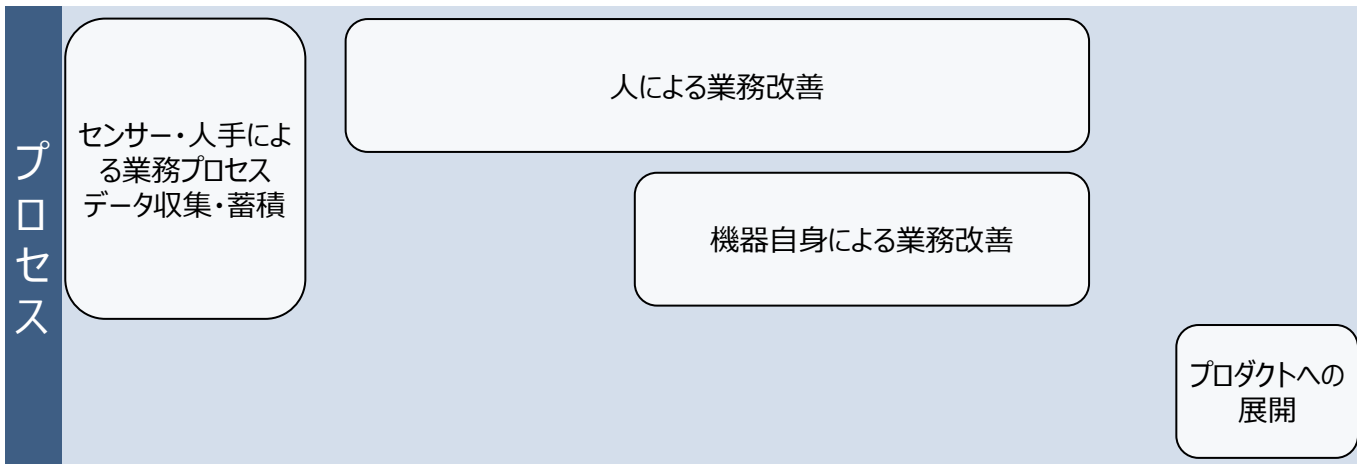 プロセス
センサー・人手によ
る業務プロセス
データ収集・蓄積
人による業務改善
機器自身による業務改善
プロダクトへの
展開